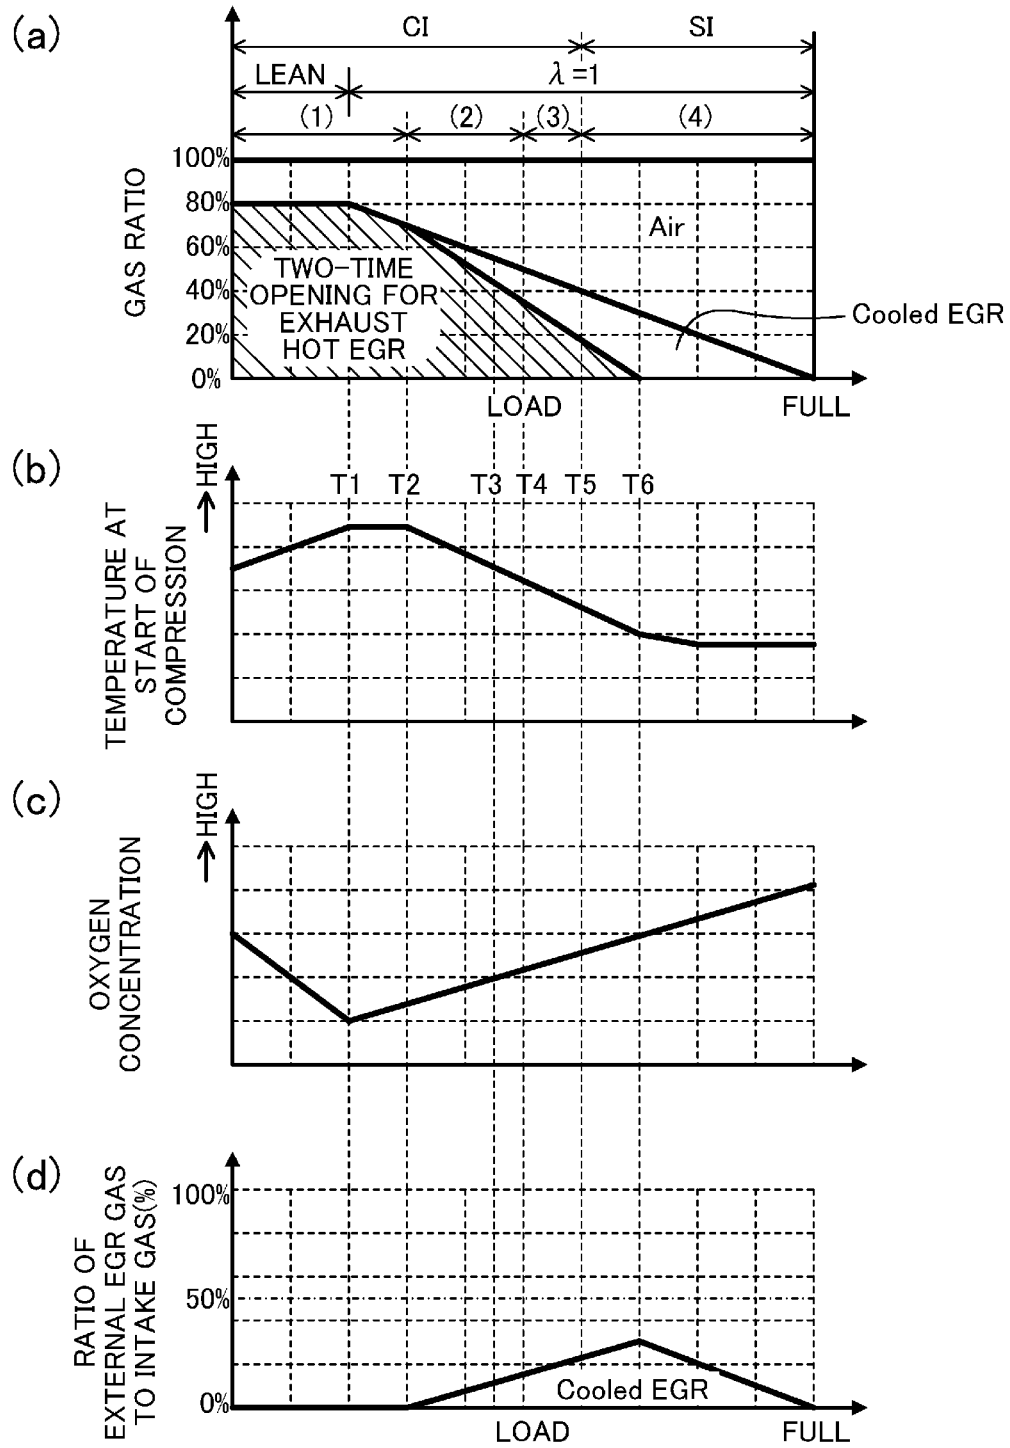 (a)
CI SI
LEAN λ=1
(1) (2) (3) (4)
GAS RATIO
100%
80%
60%
40%
20%
0%
Air
TWO-TIME
OPENING FOR
EXHAUST
HOT EGR
Cooled EGR
LOAD FULL
(b)
HIGH
TEMPERATURE AT
START OF
COMPRESSION
T1 T2 T3 T4 T5 T6
(c)
HIGH
OXYGEN
CONCENTRATION
(d)
RATIO OF
EXTERNAL EGR GAS
TO INTAKE GAS(%)
100%
50%
0%
Cooled EGR
LOAD FULL